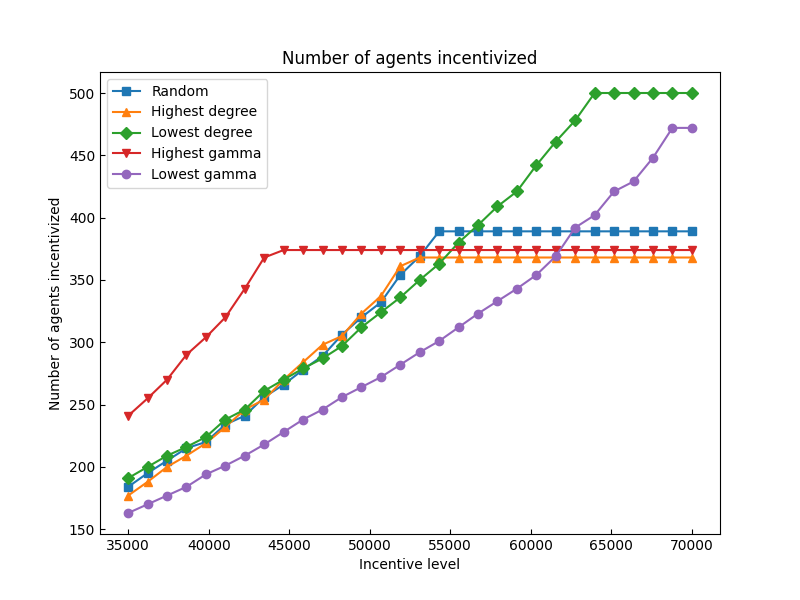 Number of agents incentivized
Random
Highest degree
Lowest degree
Highest gamma
Lowest gamma
500
450
400
350
300
250
200
150
Number of agents incentivized
35000 40000 45000 50000 55000 60000 65000 70000
Incentive level